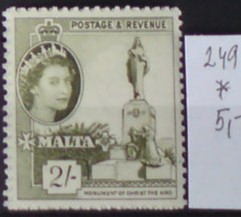 POSTAGE & REVENUE
249
*
5,-
MALTA
2/-
MONUMENT OF CHRIST THE KING